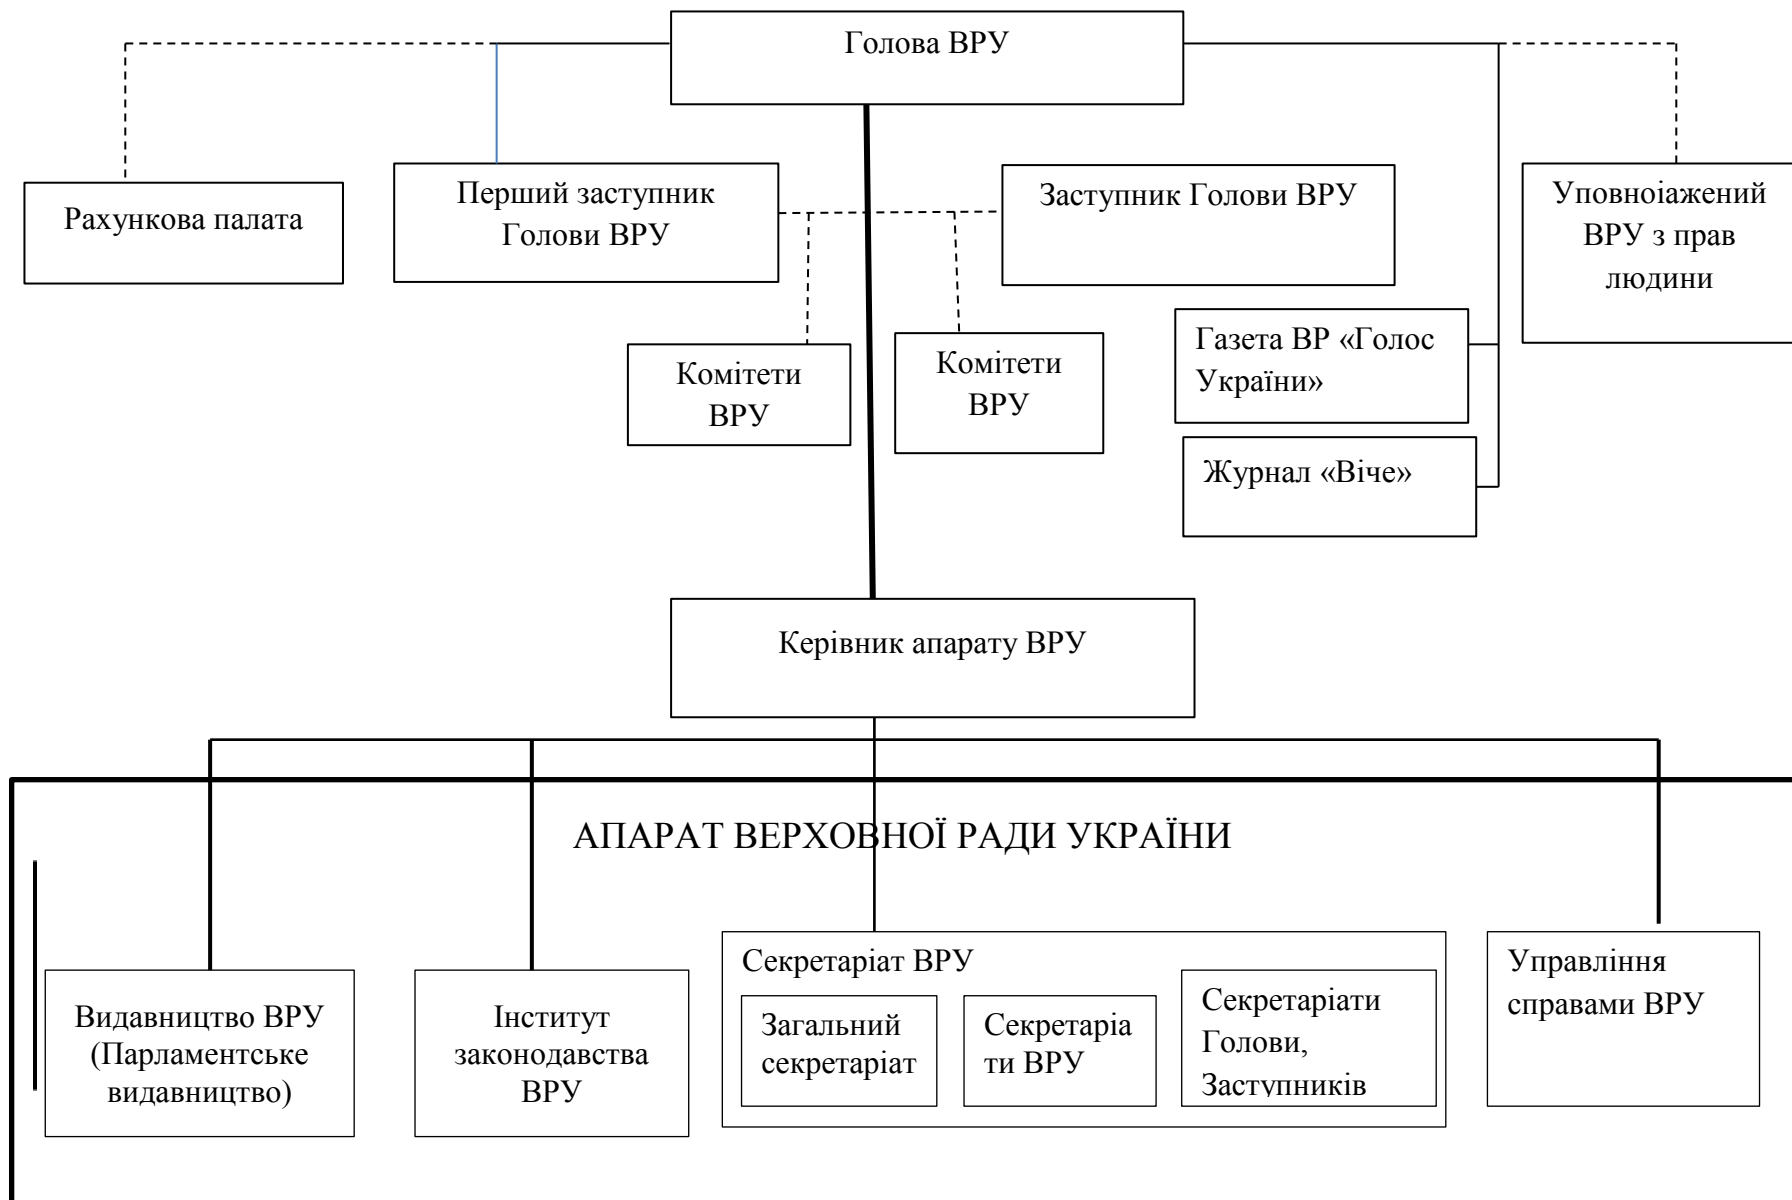 Голова ВРУ
Рахункова палата
Перший заступник
Голови ВРУ
Заступник Голови ВРУ
Уповноіажений
ВРУ з прав
людини
Комітети
ВРУ
Комітети
ВРУ
Газета ВР «Голос
України»
Журнал «Віче»
Керівник апарату ВРУ
АПАРАТ ВЕРХОВНОЇ РАДИ УКРАЇНИ
Видавництво ВРУ
(Парламентське
видавництво)
Інститут
законодавства
ВРУ
Секретаріат ВРУ
Загальний
секретаріат
Секретаріа
ти ВРУ
Секретаріати
Голови,
Заступників
Управління
справами ВРУ